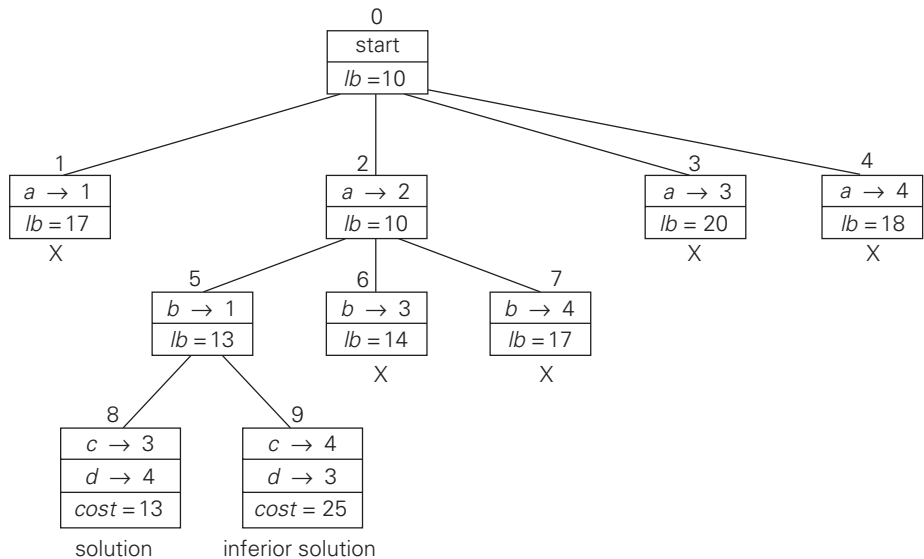 0
start
lb = 10
1
2
3
4
a → 1
a → 2
a → 3
a → 4
lb = 17
lb = 10
lb = 20
lb = 18
X
X
X
5
6
7
b → 1
b → 3
b → 4
lb = 13
lb = 14
lb = 17
X
X
8
9
c → 3
c → 4
d → 4
d → 3
cost = 13
cost = 25
solution
inferior solution